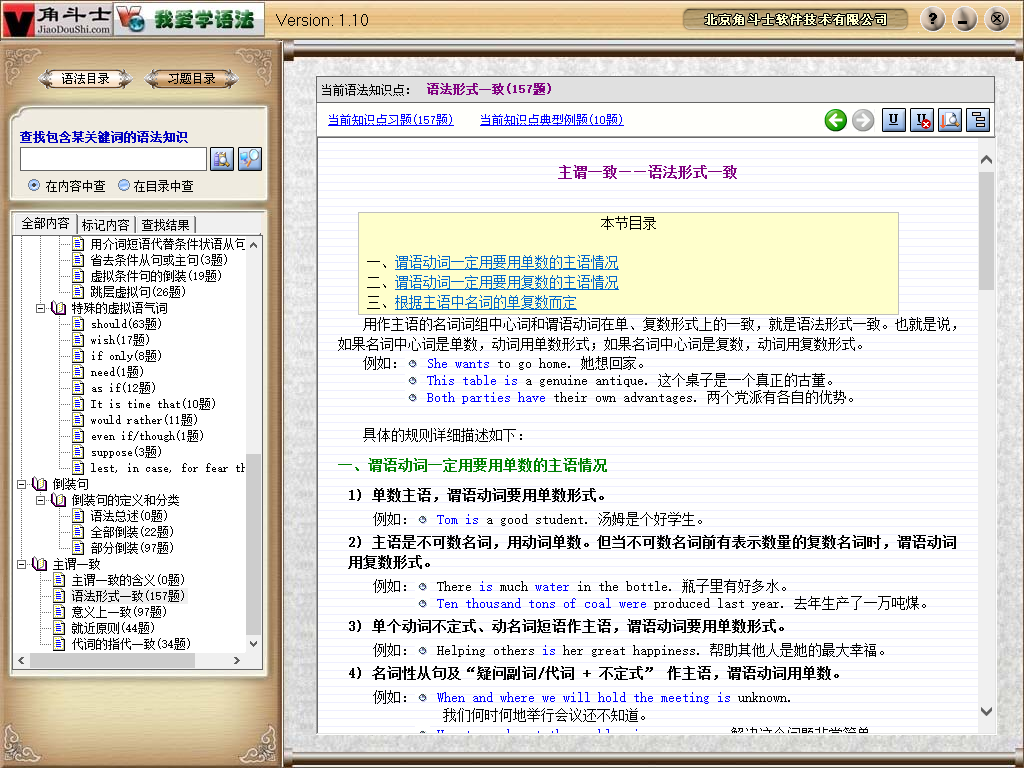 角斗士
JiaoDouShi.com
我爱学语法
Version: 1.10
北京角斗士软件技术有限公司
?
语法目录
习题目录
查找包含某关键词的语法知识
在内容中查
在目录中查
全部内容
标记内容
查找结果
用介词短语代替条件状语从句
省去条件从句或主句(3题)
虚拟条件句的倒装(19题)
跳层虚拟句(26题)
特殊的虚拟语气词
should(63题)
wish(17题)
if only(8题)
need(1题)
as if(12题)
It is time that(10题)
would rather(11题)
even if/though(1题)
suppose(3题)
lest, in case, for fear th
倒装句
倒装句的定义和分类
语法总述(0题)
全部倒装(22题)
部分倒装(97题)
主谓一致
主谓一致的含义(0题)
语法形式一致(157题)
意义上一致(97题)
就近原则(44题)
代词的指代一致(34题)
当前语法知识点： 语法形式一致(157题)
当前知识点习题(157题)
当前知识点典型例题(10题)
U
U
主谓一致－－语法形式一致
本节目录
一、谓语动词一定用要用单数的主语情况
二、谓语动词一定用要用复数的主语情况
三、根据主语中名词的单复数而定
用作主语的名词词组中心词和谓语动词在单、复数形式上的一致，就是语法形式一致。也就是说，
如果名词中心词是单数，动词用单数形式；如果名词中心词是复数，动词用复数形式。
例如： She wants to go home. 她想回家。
This table is a genuine antique. 这个桌子是一个真正的古董。
Both parties have their own advantages. 两个党派有各自的优势。
具体的规则详细描述如下：
一、谓语动词一定用要用单数的主语情况
1) 单数主语，谓语动词要用单数形式。
例如： Tom is a good student. 汤姆是个好学生。
2) 主语是不可数名词，用动词单数。但当不可数名词前有表示数量的复数名词时，谓语动词
用复数形式。
例如： There is much water in the bottle. 瓶子里有好多水。
Ten thousand tons of coal were produced last year. 去年生产了一万吨煤。
3) 单个动词不定式、动名词短语作主语，谓语动词要用单数形式。
例如： Helping others is her great happiness. 帮助其他人是她的最大幸福。
4) 名词性从句及“疑问副词/代词 + 不定式” 作主语，谓语动词用单数。
例如： When and where we will hold the meeting is unknown.
我们何时何地举行会议还不知道。